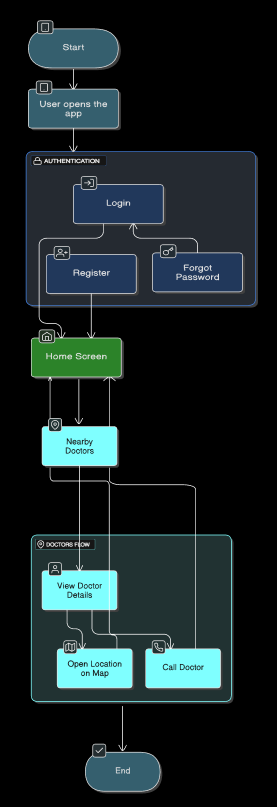 Start
User opens the
app
AUTHENTICATION
Login
Register
Forgot
Password
Home Screen
Nearby
Doctors
DOCTORS FLOW
View Doctor
Details
Open Location
on Map
Call Doctor
End